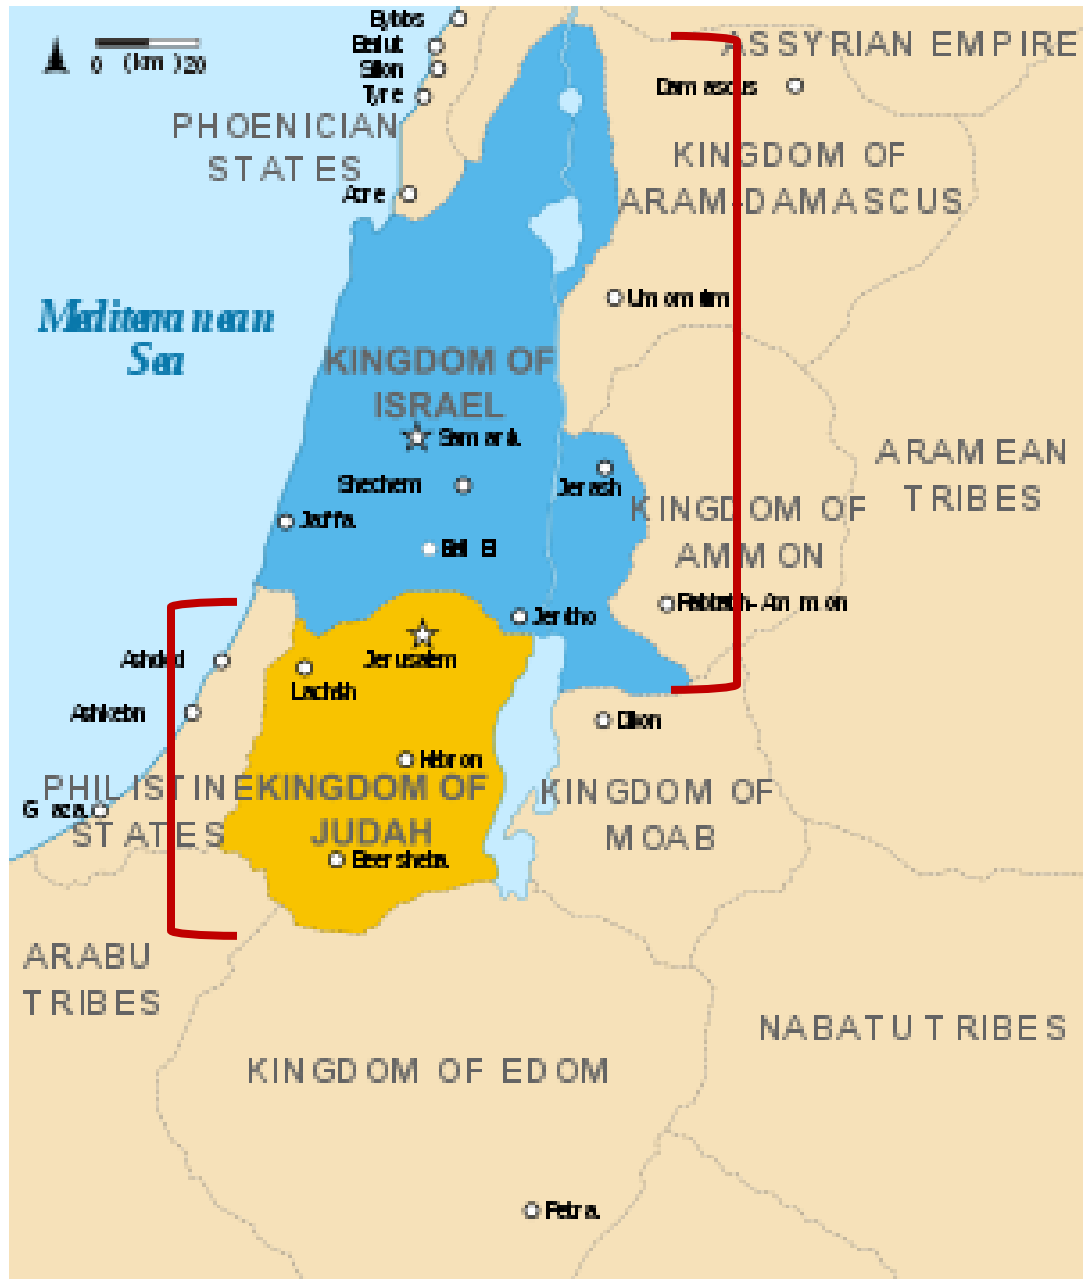 Byblos
Beirut
Sidon
Tyre
0 (km) 20
ASSYRIAN EMPIRE
Damascus
PHOENICIAN
STATES
KINGDOM OF
ARAM-DAMASCUS
Acre
Mediteranean
Sea
KINGDOM OF
ISRAEL
Samaria
Shechem
Jerash
ARAMEAN
TRIBES
KINGDOM OF
AMMON
Jaffa
Jericho
Rabbath-Ammon
Ashdod
Jerusalem
Lachish
Ashkelon
Dibon
Hebron
PHILISTINE
STATES
KINGDOM OF
JUDAH
KINGDOM OF
MOAB
Gaza
Beersheba
ARABU
TRIBES
NABATU TRIBES
KINGDOM OF EDOM
Petra